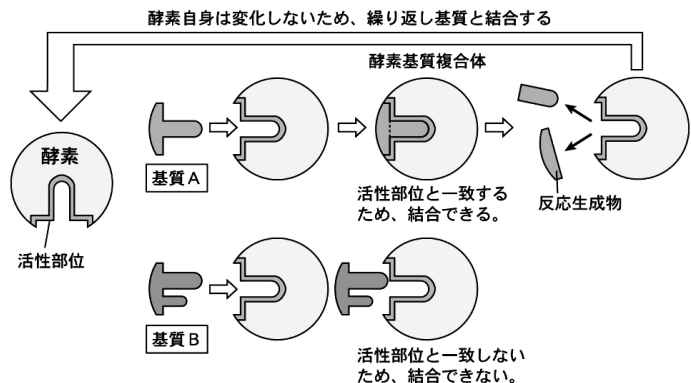 酵素自身は変化しないため、繰り返し基質と結合する
酵素基質複合体
酵素
基質A
活性部位と一致する
ため、結合できる。
反応生成物
活性部位
基質B
活性部位と一致しない
ため、結合できない。